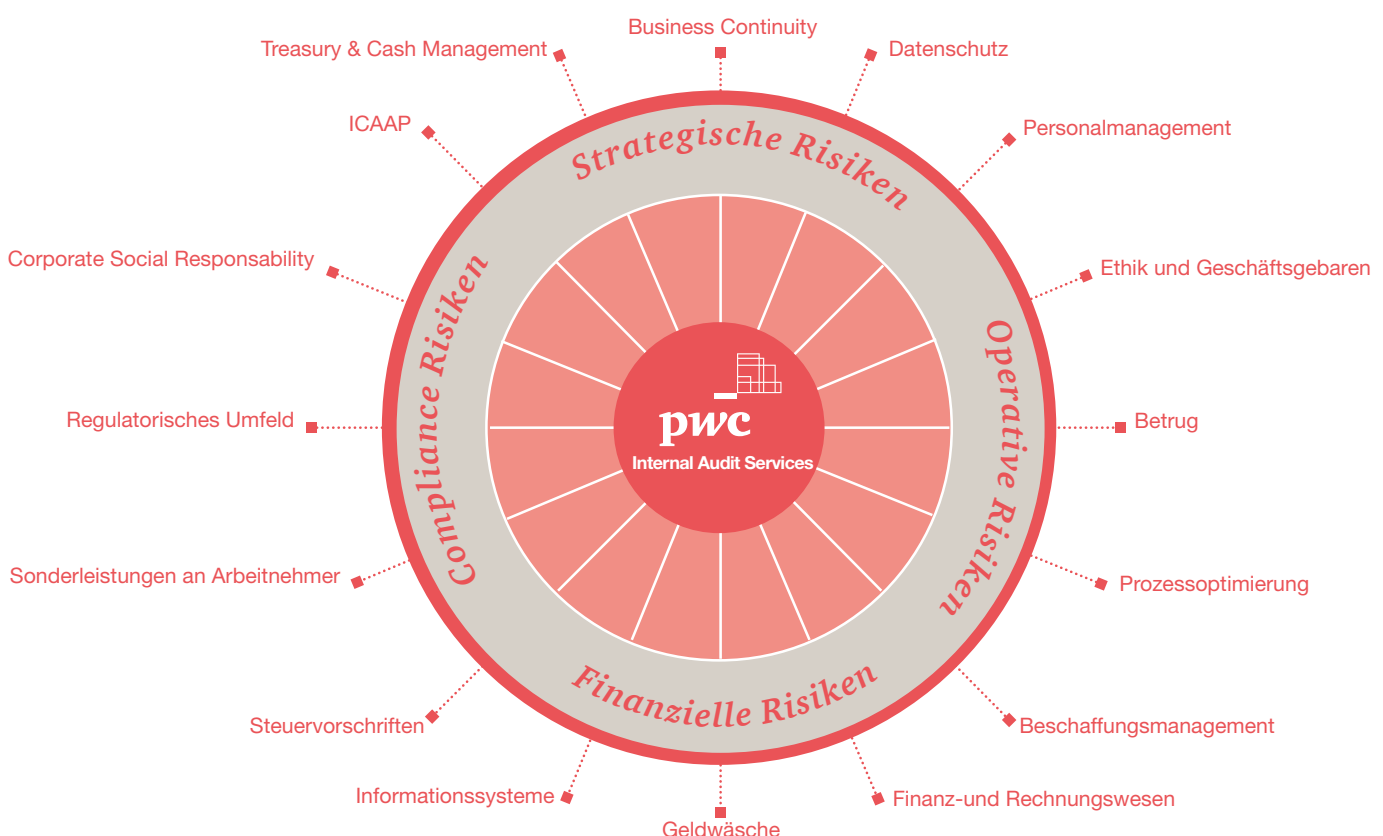 Business Continuity
Treasury & Cash Management
Datenschutz
ICAAP
Personalmanagement
Strategische Risiken
Corporate Social Responsability
Ethik und Geschäftsgebaren
Compliance Risiken
Operative Risiken
pwc
Internal Audit Services
Regulatorisches Umfeld
Betrug
Sonderleistungen an Arbeitnehmer
Prozessoptimierung
Finanzielle Risiken
Steuervorschriften
Beschaffungsmanagement
Informationssysteme
Finanz-und Rechnungswesen
Geldwäsche